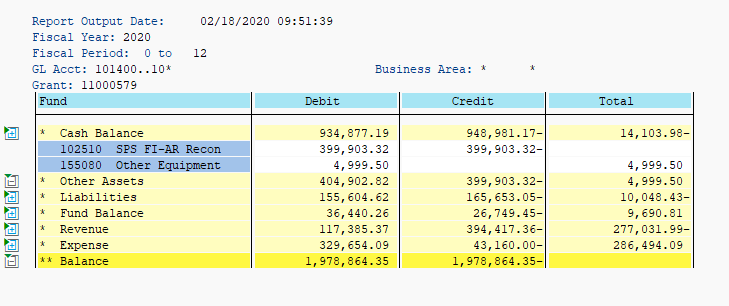 Report Output Date: 02/18/2020 09:51:39
Fiscal Year: 2020
Fiscal Period: 0 to 12
GL Acct: 101400..10* Business Area: * *
Grant: 11000579
Fund Debit Credit Total
* Cash Balance 934,877.19 948,981.17- 14,103.98-
102510 SPS FI-AR Recon 399,903.32 399,903.32-
155080 Other Equipment 4,999.50 4,999.50
* Other Assets 404,902.82 399,903.32- 4,999.50
* Liabilities 155,604.62 165,653.05- 10,048.43-
* Fund Balance 36,440.26 26,749.45- 9,690.81
* Revenue 117,385.37 394,417.36- 277,031.99-
* Expense 329,654.09 43,160.00- 286,494.09
** Balance 1,978,864.35 1,978,864.35-